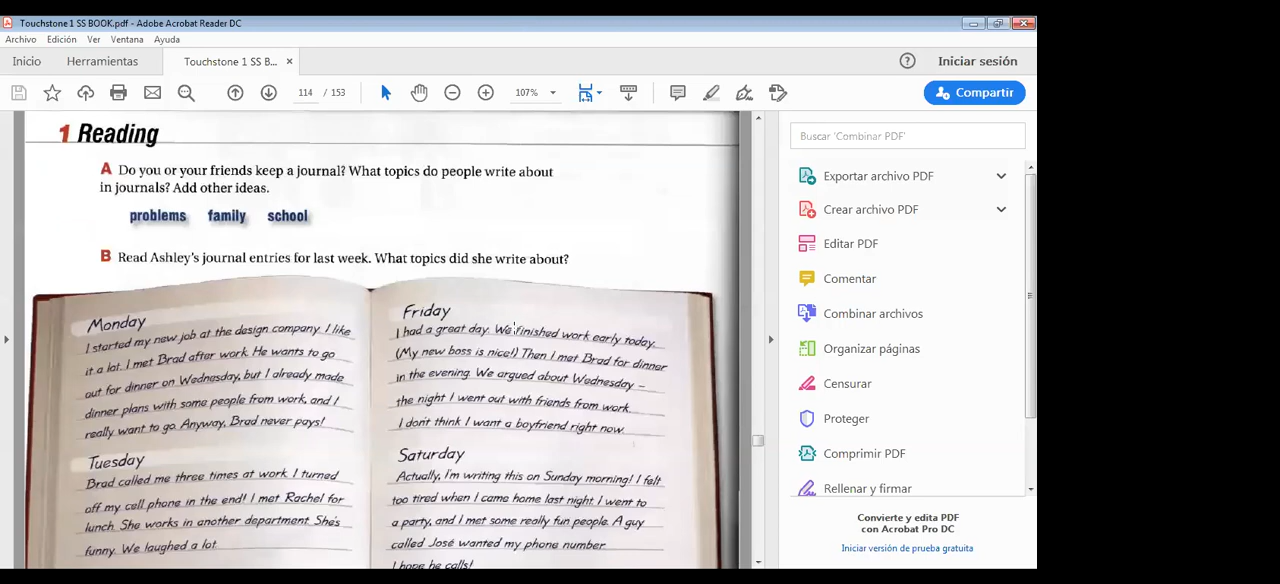 Touchstone 1 SS BOOK.pdf - Adobe Acrobat Reader DC
Archivo Edición Ver Ventana Ayuda
Inicio Herramientas Touchstone 1 SS B... × Iniciar sesión
114 / 153 107% Compartir
1 Reading
A Do you or your friends keep a journal? What topics do people write about
in journals? Add other ideas.
problems family school
B Read Ashley's journal entries for last week. What topics did she write about?
Monday
I started my new job at the design company. I like
it a lot. I met Brad after work. He wants to go
out for dinner on Wednesday, but I already made
dinner plans with some people from work, and I
really want to go. Anyway, Brad never pays!
Tuesday
Brad called me three times at work. I turned
off my cell phone in the end! I met Rachel for
lunch. She works in another department. She's
funny. We laughed a lot.
Friday
I had a great day. We finished work early today.
(My new boss is nice!) Then I met Brad for dinner
in the evening. We argued about Wednesday –
the night I went out with friends from work.
I don't think I want a boyfriend right now.
Saturday
Actually, I'm writing this on Sunday morning! I felt
too tired when I came home last night. I went to
a party, and I met some really fun people. A guy
called José wanted my phone number.
I hope he calls!
Buscar 'Combinar PDF'
Exportar archivo PDF
Crear archivo PDF
Editar PDF
Comentar
Combinar archivos
Organizar páginas
Censurar
Proteger
Comprimir PDF
Rellenar y firmar
Convierte y edita PDF
con Acrobat Pro DC
Iniciar versión de prueba gratuita